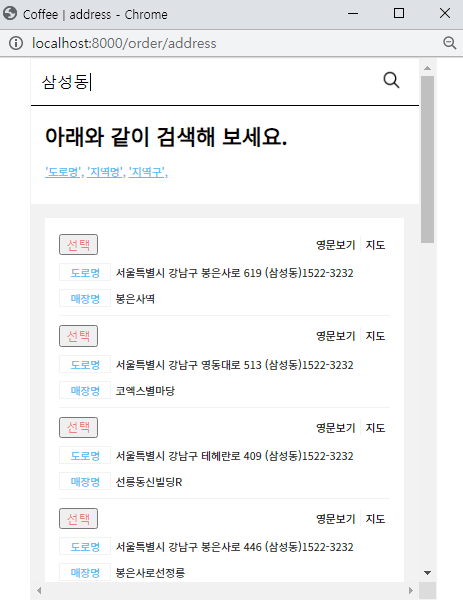 Coffee | address - Chrome
localhost:8000/order/address
삼성동
아래와 같이 검색해 보세요.
'도로명', '지역명', '지역구',
선택 영문보기 지도
도로명 서울특별시 강남구 봉은사로 619 (삼성동)1522-3232
매장명 봉은사역
선택 영문보기 지도
도로명 서울특별시 강남구 영동대로 513 (삼성동)1522-3232
매장명 코엑스별마당
선택 영문보기 지도
도로명 서울특별시 강남구 테헤란로 409 (삼성동)1522-3232
매장명 선릉동신빌딩R
선택 영문보기 지도
도로명 서울특별시 강남구 봉은사로 446 (삼성동)1522-3232
매장명 봉은사로선정릉